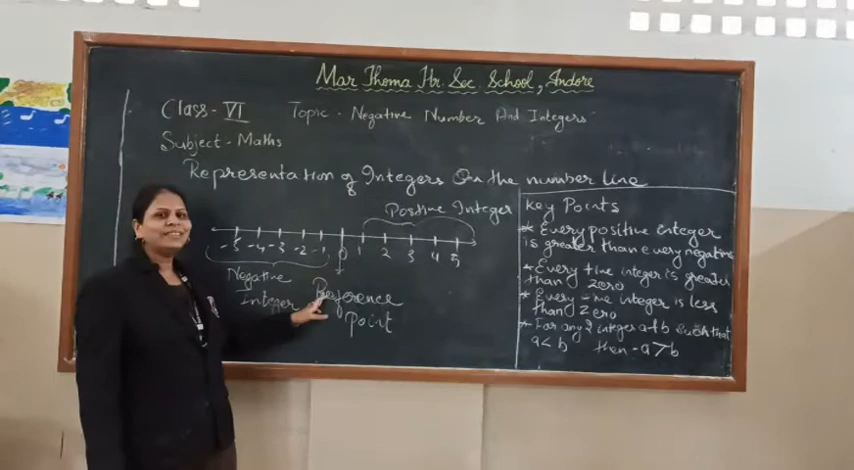 Mar Thoma Hr. Sec. School, Indore
Class - VI Topic - Negative Number And Integers
Subject - Maths
Representation of Integers On the number line
Positive Integer
-5 -4 -3 -2 -1 0 1 2 3 4 5
Negative
Integer
Reference
Point
Key Points
* Every positive integer
is greater than every negative
* Every +ive integer is greater
than zero
* Every -ive integer is less
than zero
* For any 2 integer a & b such that
a < b then -a > b